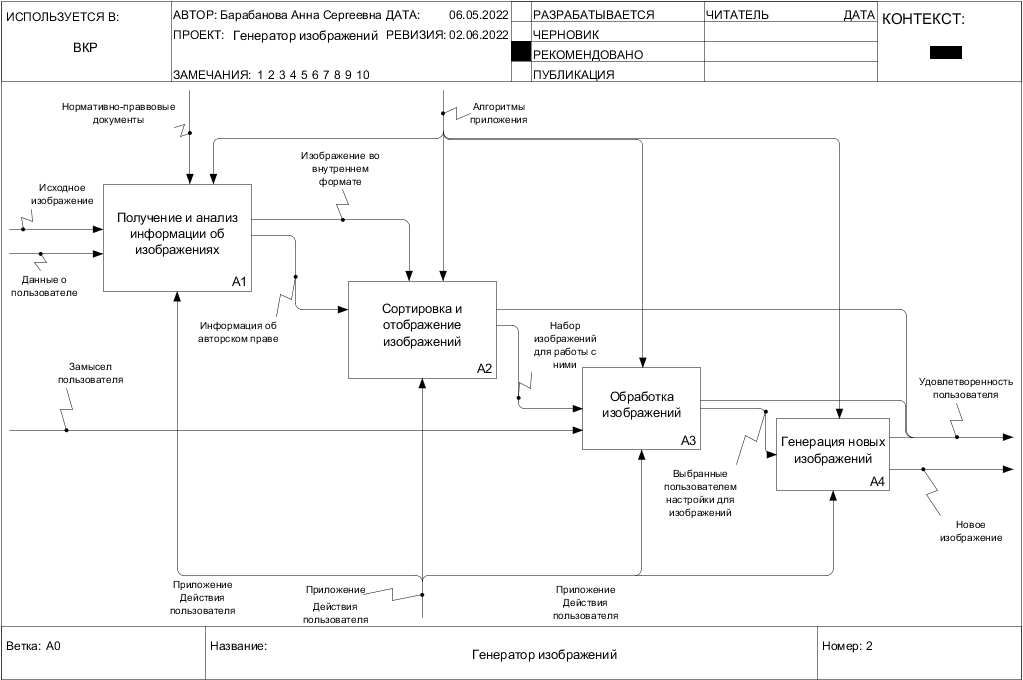 ИСПОЛЬЗУЕТСЯ В:
ВКР
АВТОР: Барабанова Анна Сергеевна ДАТА: 06.05.2022
ПРОЕКТ: Генератор изображений РЕВИЗИЯ: 02.06.2022
ЗАМЕЧАНИЯ: 1 2 3 4 5 6 7 8 9 10
РАЗРАБАТЫВАЕТСЯ
ЧЕРНОВИК
РЕКОМЕНДОВАНО
ПУБЛИКАЦИЯ
ЧИТАТЕЛЬ ДАТА
КОНТЕКСТ:
Нормативно-праввовые
документы
Алгоритмы
приложения
Изображение во
внутреннем
формате
Исходное
изображение
Получение и анализ
информации об
изображениях
A1
Данные о
пользователе
Информация об
авторском праве
Сортировка и
отображение
изображений
A2
Набор
изображений
для работы с
ними
Замысел
пользователя
Обработка
изображений
A3
Удовлетворенность
пользователя
Генерация новых
изображений
A4
Выбранные
пользователем
настройки для
изображений
Новое
изображение
Приложение
Действия
пользователя
Приложение
Действия
пользователя
Приложение
Действия
пользователя
Ветка: A0
Название:
Генератор изображений
Номер: 2